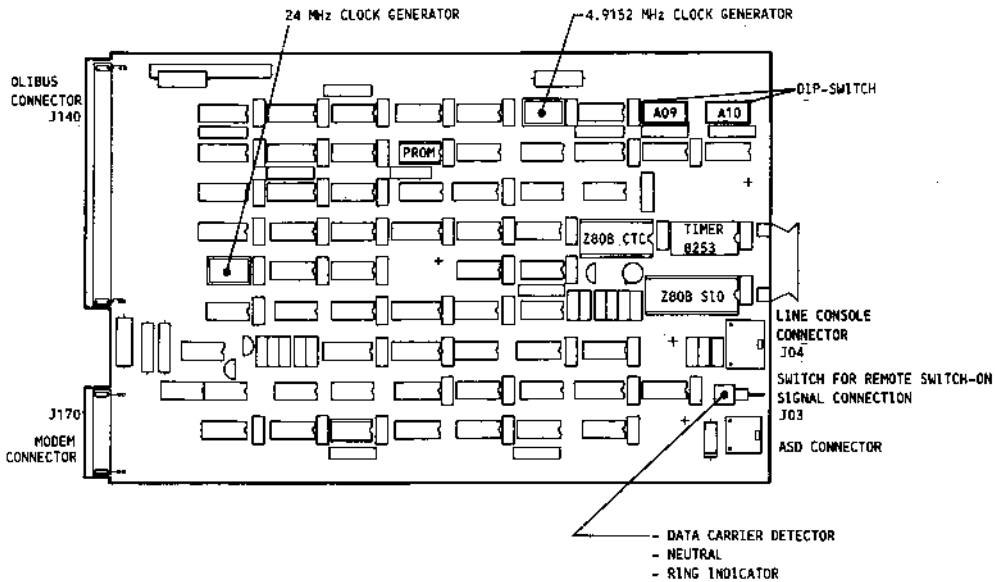 24 MHz CLOCK GENERATOR
4.9152 MHz CLOCK GENERATOR
OLIBUS
CONNECTOR
J140
DIP-SWITCH
A09
A10
PROM
Z80B CTC
TIMER
8253
Z80B SIO
LINE CONSOLE
CONNECTOR
J04
SWITCH FOR REMOTE SWITCH-ON
SIGNAL CONNECTION
J03
J170
MODEM
CONNECTOR
ASD CONNECTOR
- DATA CARRIER DETECTOR
- NEUTRAL
- RING INDICATOR